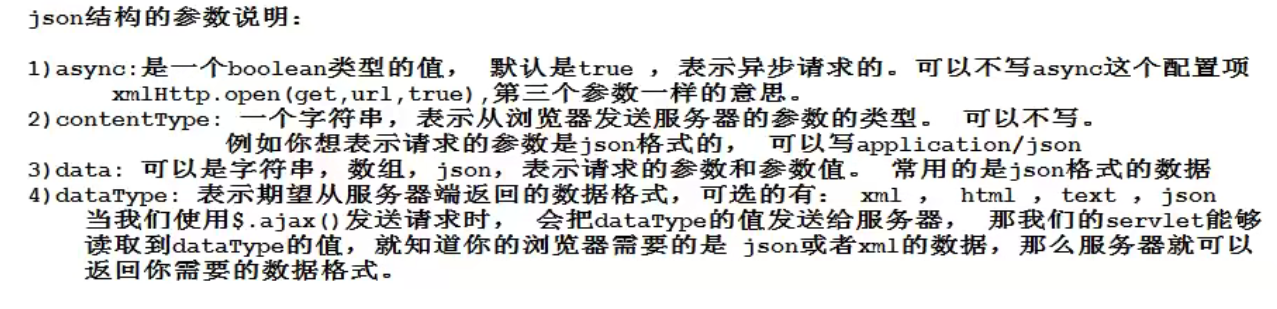 json结构的参数说明：
1)async:是一个boolean类型的值， 默认是true ，表示异步请求的。可以不写async这个配置项
xmlHttp.open(get,url,true),第三个参数一样的意思。
2)contentType: 一个字符串，表示从浏览器发送服务器的参数的类型。 可以不写。
例如你想表示请求的参数是json格式的， 可以写application/json
3)data: 可以是字符串，数组，json，表示请求的参数和参数值。 常用的是json格式的数据
4)dataType: 表示期望从服务器端返回的数据格式，可选的有： xml ， html ，text ，json
当我们使用$.ajax()发送请求时， 会把dataType的值发送给服务器， 那我们的servlet能够
读取到dataType的值，就知道你的浏览器需要的是 json或者xml的数据，那么服务器就可以
返回你需要的数据格式。